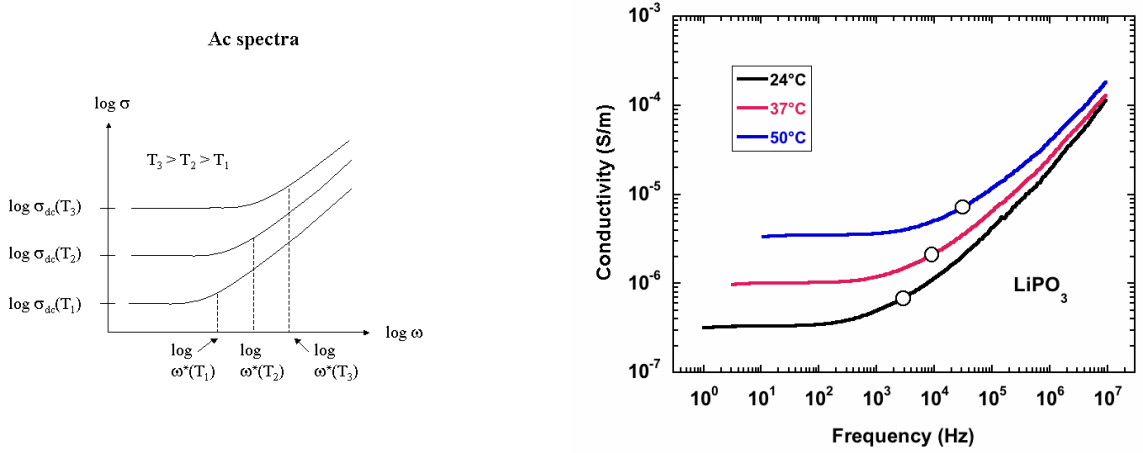 Ac spectra
log σ
T₃ > T₂ > T₁
log σdc(T₃)
log σdc(T₂)
log σdc(T₁)
log ω
log ω*(T₁)
log ω*(T₂)
log ω*(T₃)
10⁻³
10⁻⁴
10⁻⁵
10⁻⁶
10⁻⁷
Conductivity (S/m)
24°C
37°C
50°C
LiPO₃
10⁰ 10¹ 10² 10³ 10⁴ 10⁵ 10⁶ 10⁷
Frequency (Hz)